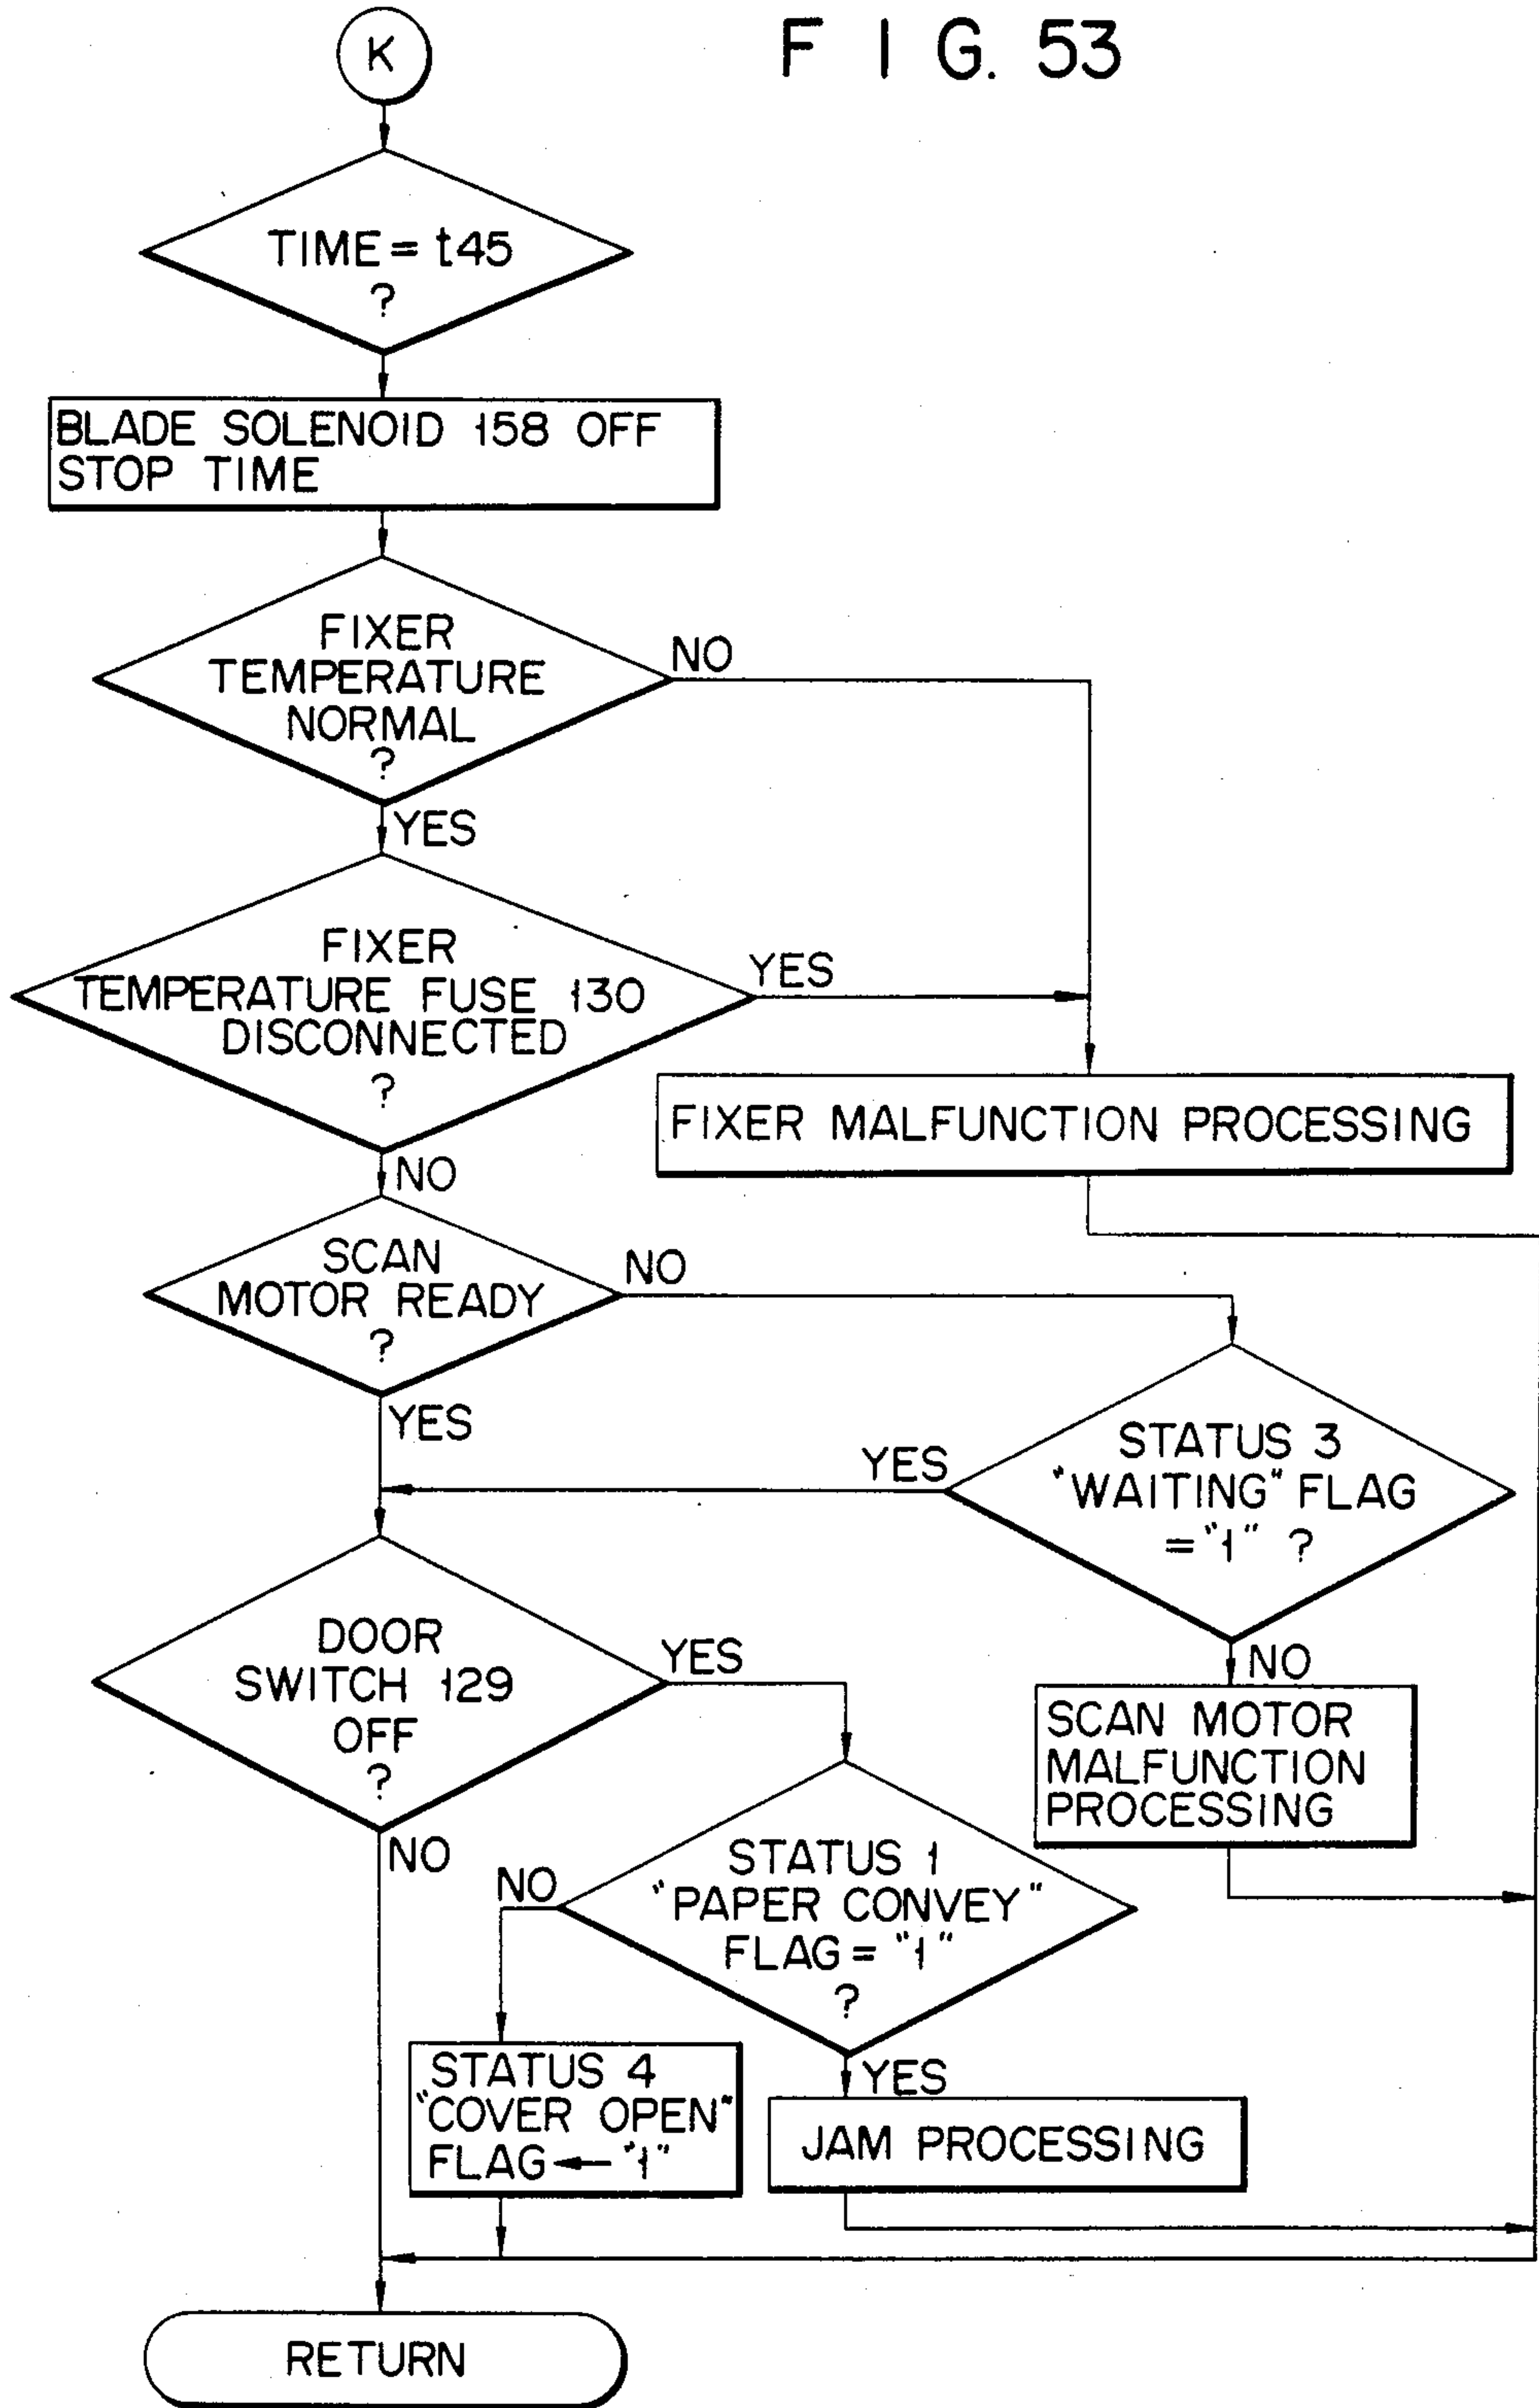 F I G. 53
K
TIME = t45
?
BLADE SOLENOID 158 OFF
STOP TIME
FIXER
TEMPERATURE
NORMAL
?
NO
YES
FIXER
TEMPERATURE FUSE 130
DISCONNECTED
?
YES
FIXER MALFUNCTION PROCESSING
NO
SCAN
MOTOR READY
?
NO
YES
STATUS 3
"WAITING" FLAG
= "1" ?
YES
NO
SCAN MOTOR
MALFUNCTION
PROCESSING
DOOR
SWITCH 129
OFF
?
YES
NO
STATUS 1
"PAPER CONVEY"
FLAG = "1"
?
NO
YES
STATUS 4
"COVER OPEN"
FLAG ← "1"
JAM PROCESSING
RETURN